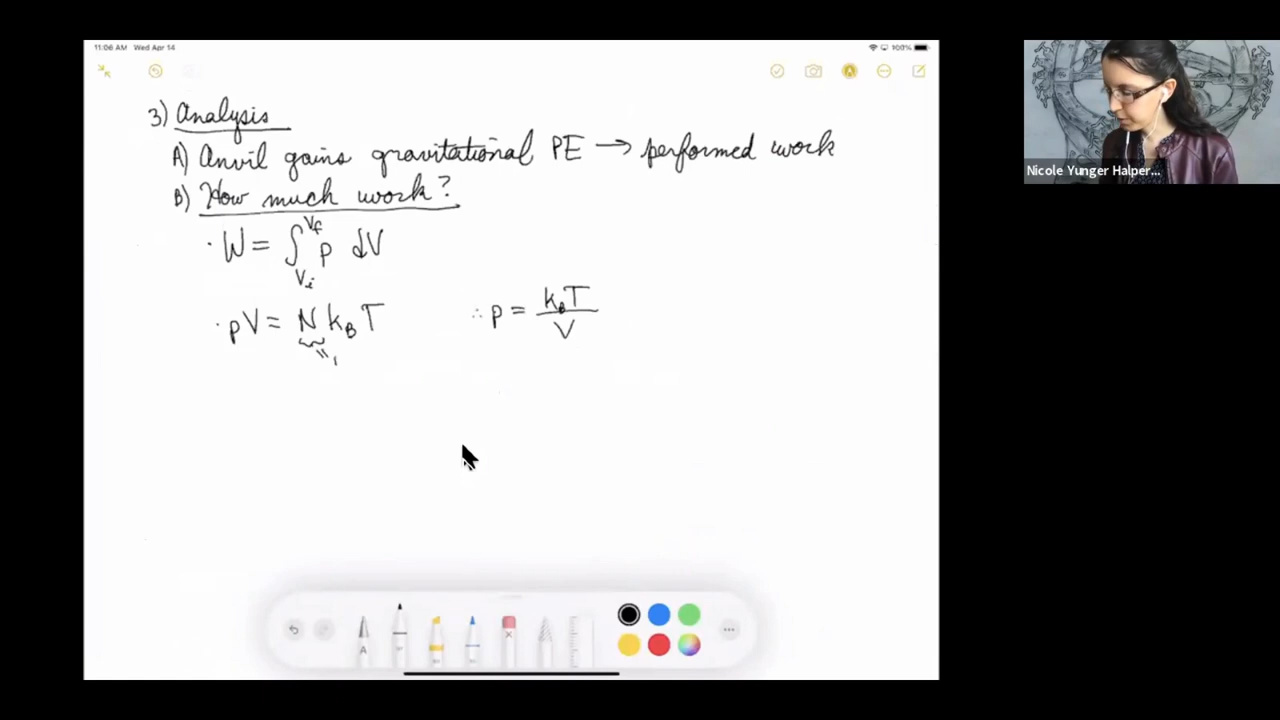 11:06 AM Wed Apr 14
100%
3) Analysis
A) Anvil gains gravitational PE → performed work
B) How much work?
· W = ∫_{Vi}^{Vf} p dV
· pV = N k_B T ∴ p = k_B T / V
= 1
Nicole Yunger Halper...
A